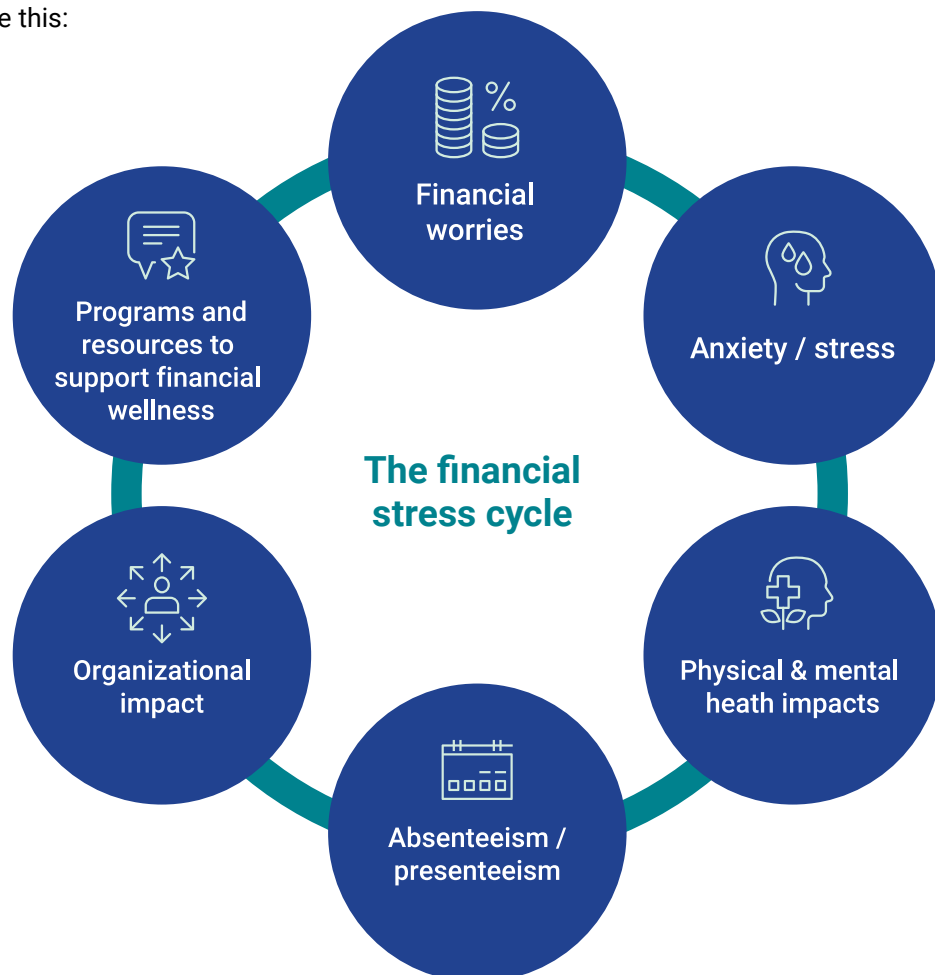 e this:
%
Financial
worries
Anxiety / stress
Physical & mental
heath impacts
Absenteeism /
presenteeism
Organizational
impact
Programs and
resources to
support financial
wellness
The financial
stress cycle